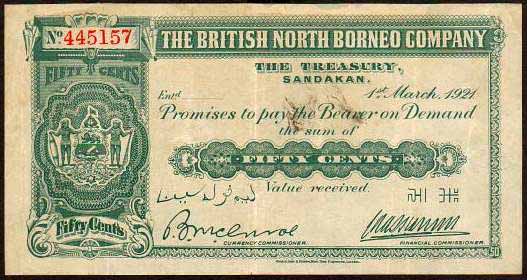 No. 445157
FIFTY CENTS
THE BRITISH NORTH BORNEO COMPANY
THE TREASURY,
SANDAKAN.
Entd
1st March, 1921
Promises to pay the Bearer on Demand
the sum of
FIFTY CENTS
Value received.
CURRENCY COMMISSIONER.
FINANCIAL COMMISSIONER.
Fifty Cents
50